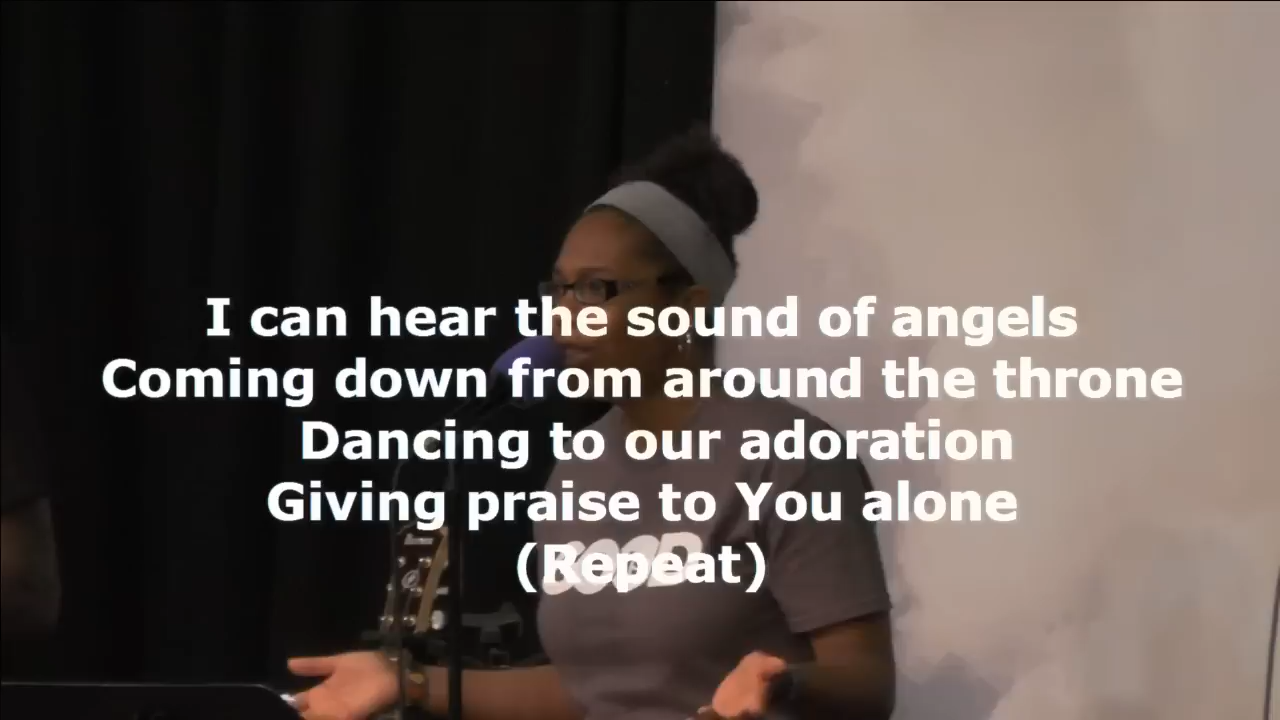 I can hear the sound of angels
Coming down from around the throne
Dancing to our adoration
Giving praise to You alone
(Repeat)
GOOD